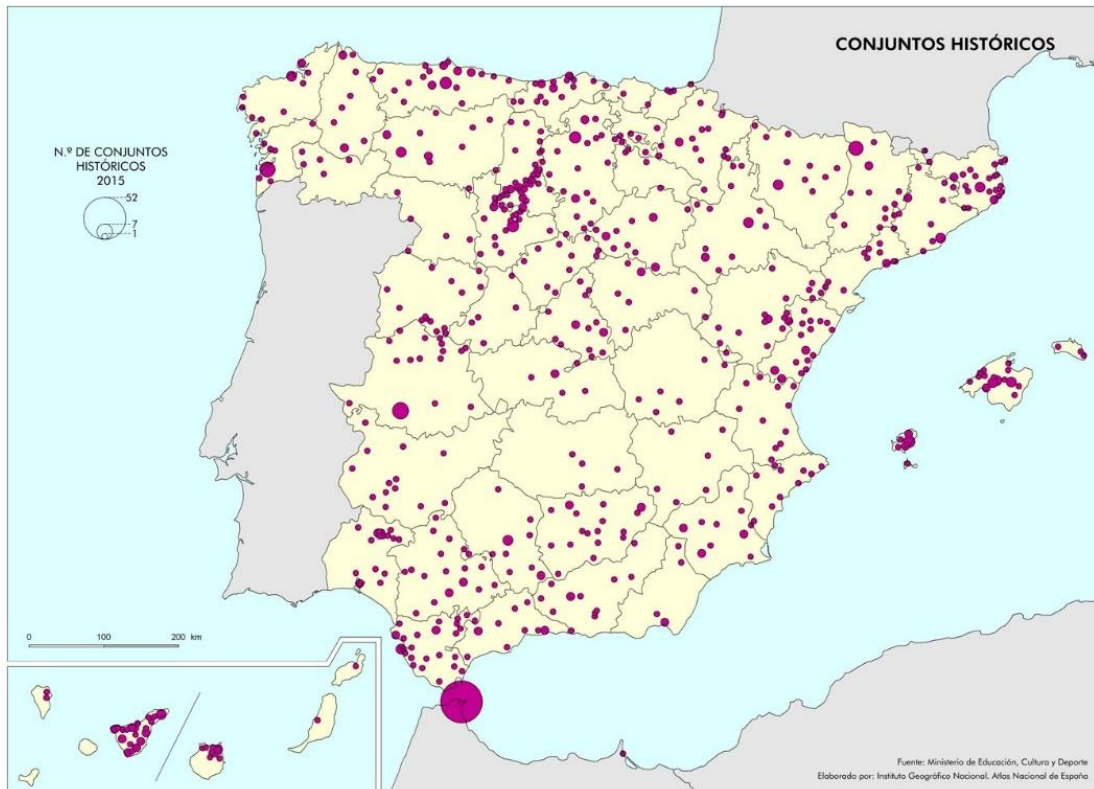 CONJUNTOS HISTÓRICOS
N.º DE CONJUNTOS
HISTÓRICOS
2015
52
7
1
0 100 200 km
Fuente: Ministerio de Educación, Cultura y Deporte
Elaborado por: Instituto Geográfico Nacional. Atlas Nacional de España